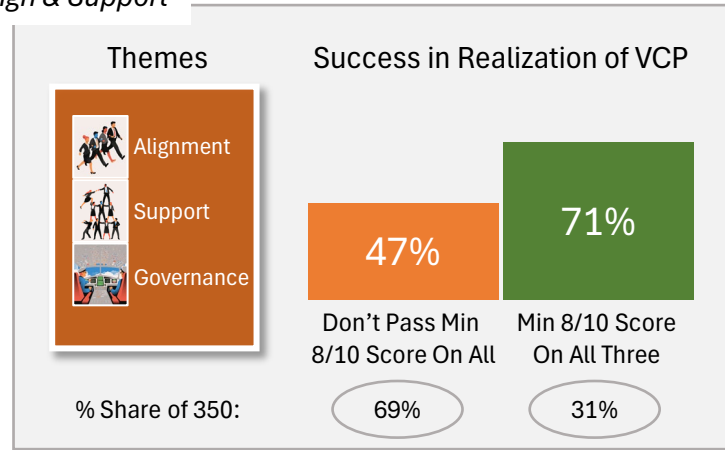 & Support
Themes
Success in Realization of VCP
Alignment
Support
Governance
47%
71%
Don't Pass Min
8/10 Score On All
Min 8/10 Score
On All Three
% Share of 350:
69%
31%